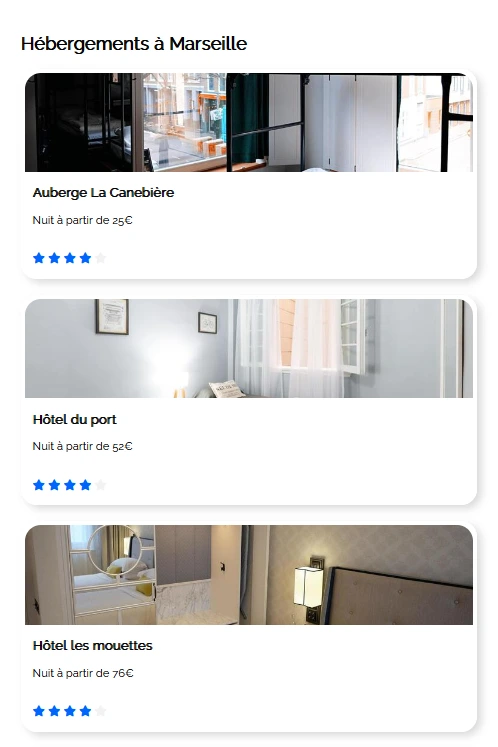 Hébergements à Marseille
Auberge La Canebière
Nuit à partir de 25€
Hôtel du port
Nuit à partir de 52€
Hôtel les mouettes
Nuit à partir de 76€